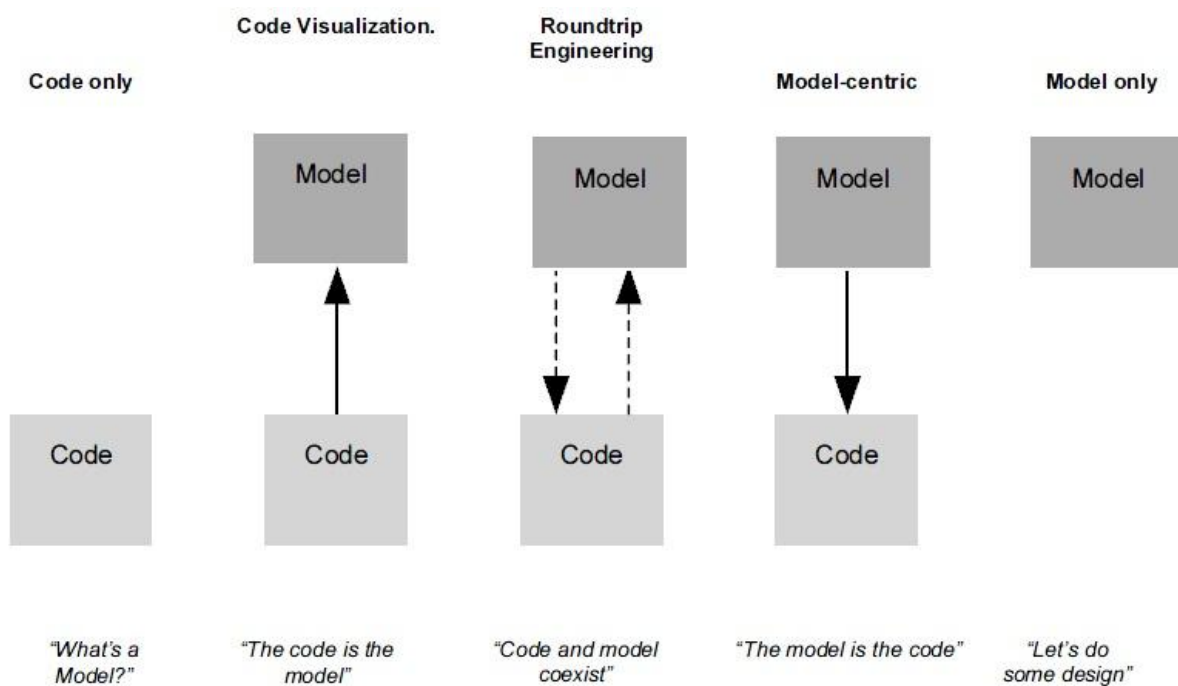 Code only
Code Visualization.
Roundtrip
Engineering
Model-centric
Model only
Model
Model
Model
Model
Code
Code
Code
Code
“What’s a
Model?”
“The code is the
model”
“Code and model
coexist”
“The model is the code”
“Let’s do
some design”